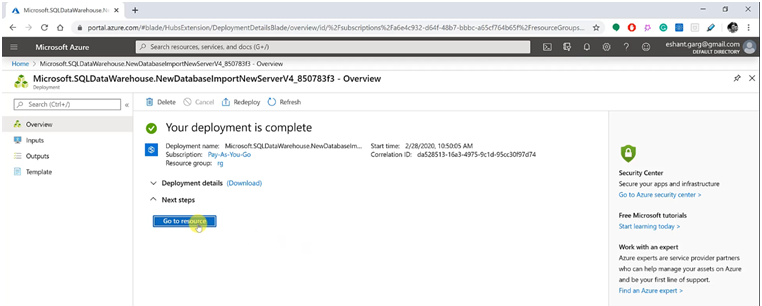 Microsoft.SQLDataWarehouse.N
portal.azure.com/#blade/HubsExtension/DeploymentDetailsBlade/overview/id/%2Fsubscriptions%2Fa6e4c932-d64f-48b7-bbbc-a65cf764b65f%2FresourceGroups...
Microsoft Azure
Search resources, services, and docs (G+/)
eshant.garg@gmail.com
DEFAULT DIRECTORY
Home > Microsoft.SQLDataWarehouse.NewDatabaseImportNewServerV4_850783f3 - Overview
Microsoft.SQLDataWarehouse.NewDatabaseImportNewServerV4_850783f3 - Overview
Deployment
Search (Ctrl+/)
Overview
Inputs
Outputs
Template
Delete Cancel Redeploy Refresh
Your deployment is complete
Deployment name: Microsoft.SQLDataWarehouse.NewDatabaseIm...
Subscription: Pay-As-You-Go
Resource group: rg
Start time: 2/28/2020, 10:50:05 AM
Correlation ID: da528513-16a3-4975-9c1d-95cc30f97d74
Deployment details (Download)
Next steps
Go to resource
Security Center
Secure your apps and infrastructure
Go to Azure security center >
Free Microsoft tutorials
Start learning today >
Work with an expert
Azure experts are service provider partners
who can help manage your assets on Azure
and be your first line of support.
Find an Azure expert >